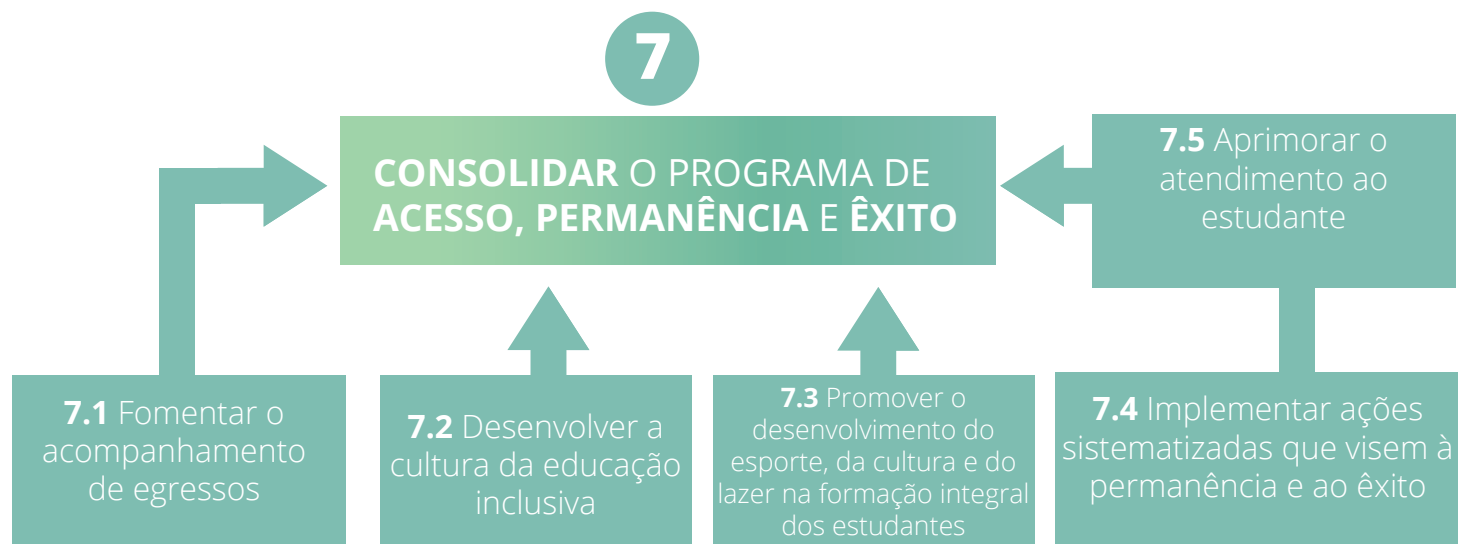 7
CONSOLIDAR O PROGRAMA DE
ACESSO, PERMANÊNCIA E ÊXITO
7.5 Aprimorar o
atendimento ao
estudante
7.1 Fomentar o
acompanhamento
de egressos
7.2 Desenvolver a
cultura da educação
inclusiva
7.3 Promover o
desenvolvimento do
esporte, da cultura e do
lazer na formação integral
dos estudantes
7.4 Implementar ações
sistematizadas que visem à
permanência e ao êxito